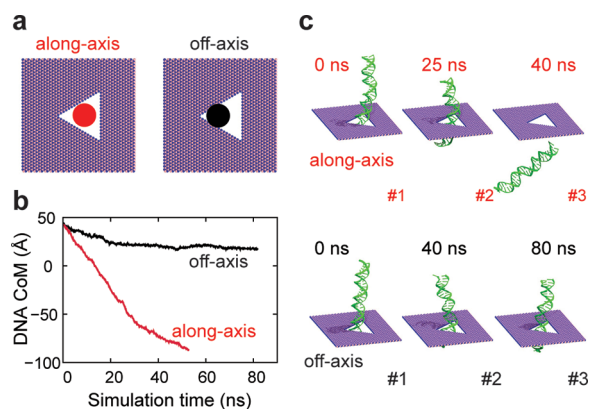 a
along-axis
off-axis
b
50
0
−50
−100
DNA CoM (Å)
off-axis
along-axis
0
20
40
60
80
Simulation time (ns)
c
0 ns
25 ns
40 ns
along-axis
#1
#2
#3
0 ns
40 ns
80 ns
off-axis
#1
#2
#3